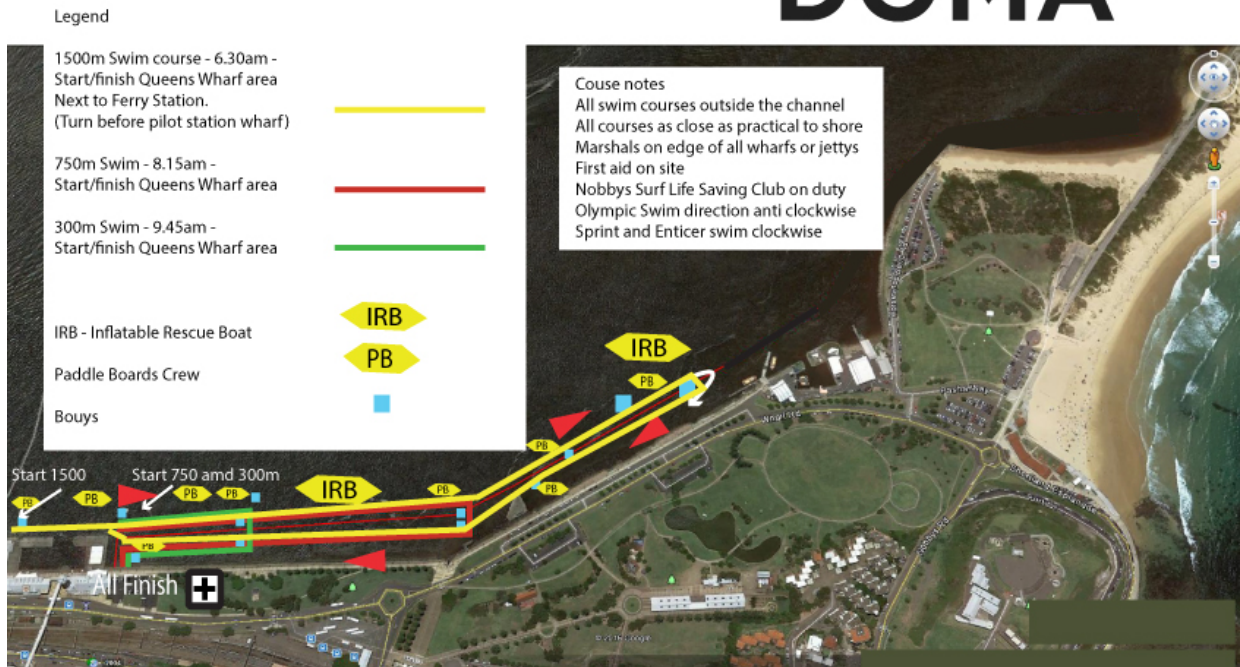 DOMA
Legend
1500m Swim course - 6.30am -
Start/finish Queens Wharf area
Next to Ferry Station.
(Turn before pilot station wharf)
750m Swim - 8.15am -
Start/finish Queens Wharf area
300m Swim - 9.45am -
Start/finish Queens Wharf area
IRB - Inflatable Rescue Boat
IRB
Paddle Boards Crew
PB
Bouys
Couse notes
All swim courses outside the channel
All courses as close as practical to shore
Marshals on edge of all wharfs or jettys
First aid on site
Nobbys Surf Life Saving Club on duty
Olympic Swim direction anti clockwise
Sprint and Enticer swim clockwise
IRB
PB
PB
PB
Start 1500
Start 750 and 300m
PB
PB
PB
PB
IRB
PB
PB
All Finish